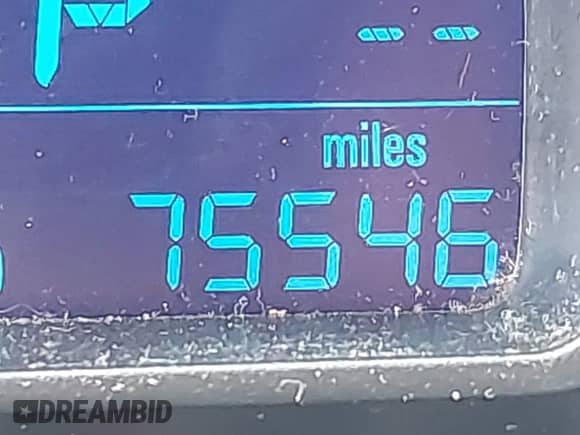 P --
miles
75546
DREAMBID